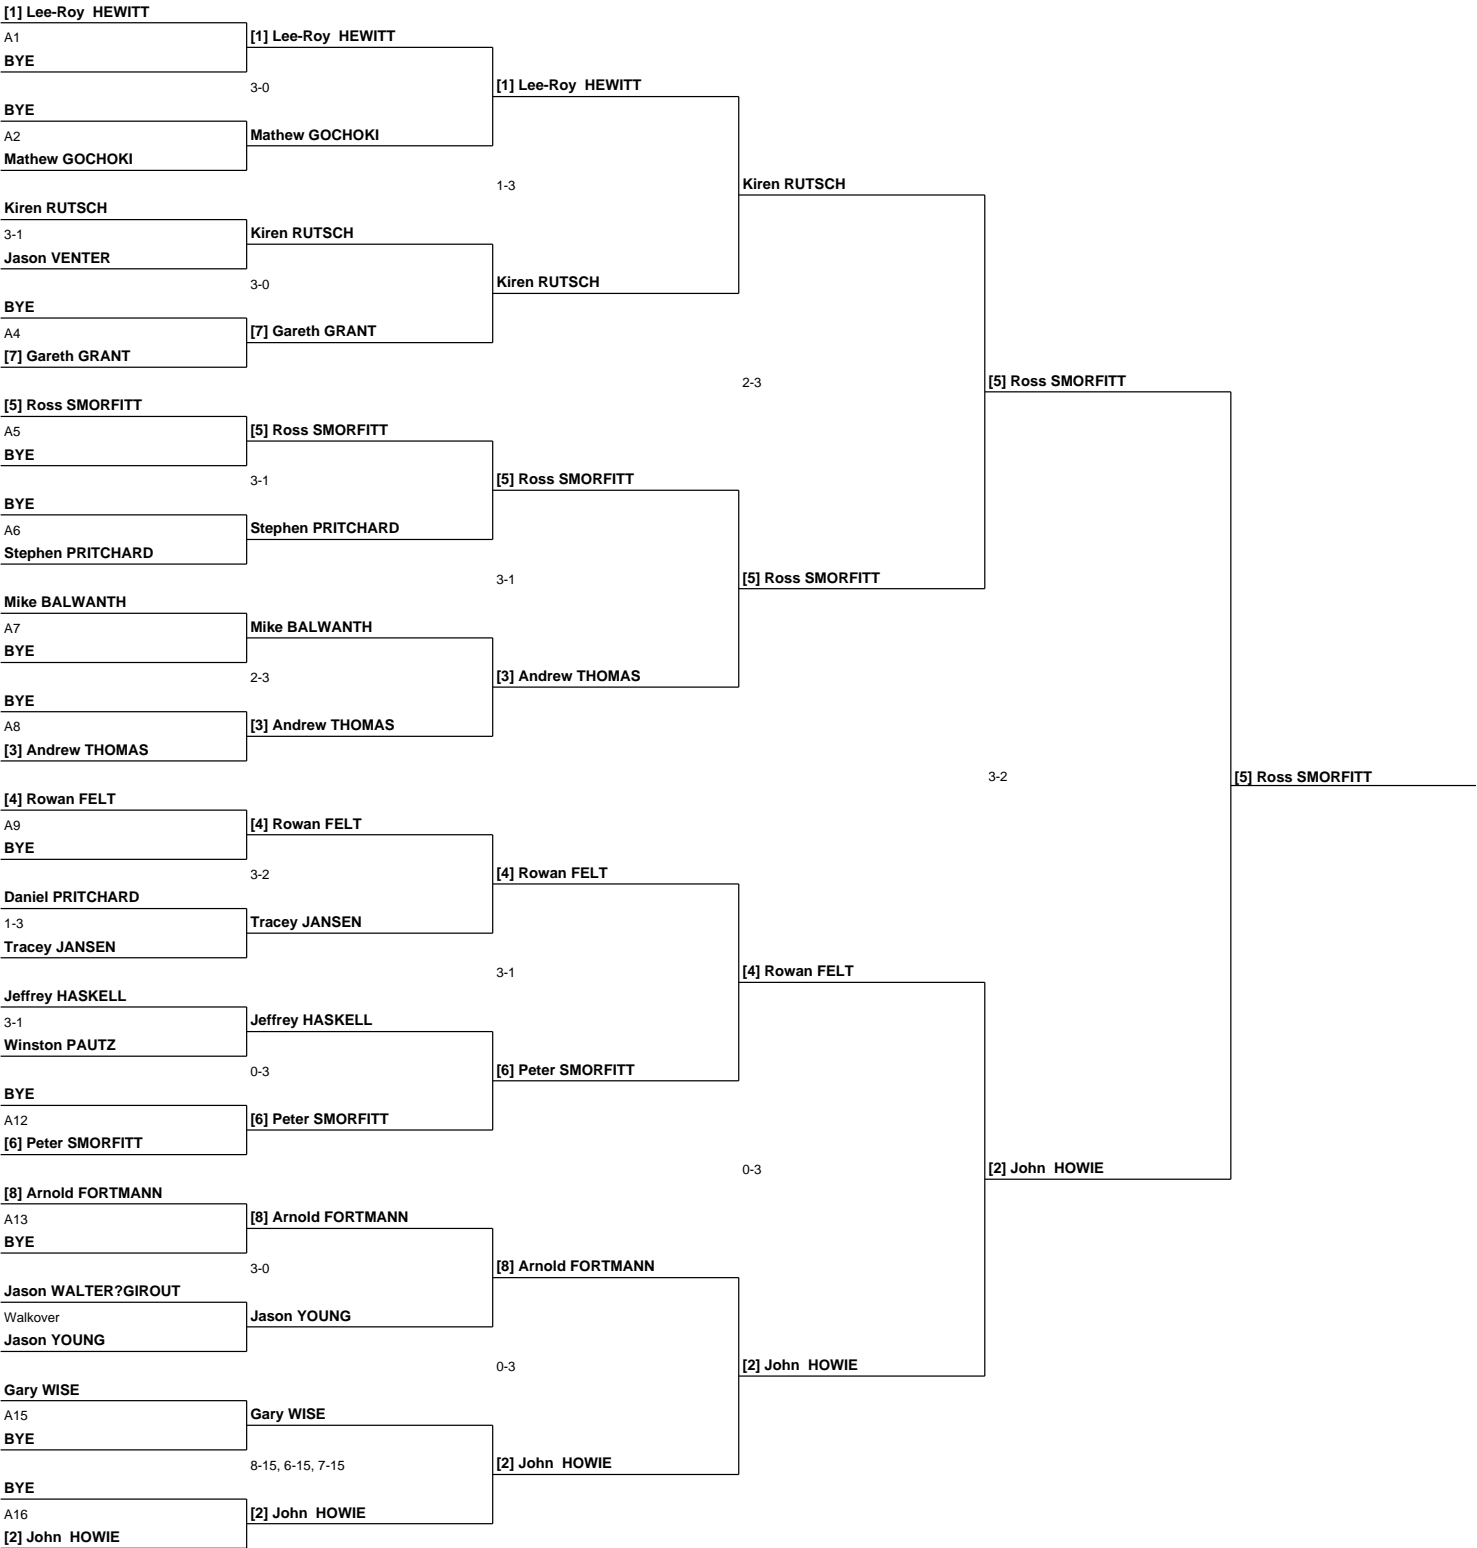 [1] Lee-Roy  HEWITT
A1
BYE
BYE
A2
Mathew GOCHOKI
Kiren RUTSCH
3-1
Jason VENTER
BYE
A4
[7] Gareth GRANT
[5] Ross SMORFITT
A5
BYE
BYE
A6
Stephen PRITCHARD
Mike BALWANTH
A7
BYE
BYE
A8
[3] Andrew THOMAS
[4] Rowan FELT
A9
BYE
Daniel PRITCHARD
1-3
Tracey JANSEN
Jeffrey HASKELL
3-1
Winston PAUTZ
BYE
A12
[6] Peter SMORFITT
[8] Arnold FORTMANN
A13
BYE
Jason WALTER?GIROUT
Walkover
Jason YOUNG
Gary WISE
A15
BYE
BYE
A16
[2] John  HOWIE
[1] Lee-Roy  HEWITT
3-0
Mathew GOCHOKI
Kiren RUTSCH
3-0
[7] Gareth GRANT
[5] Ross SMORFITT
3-1
Stephen PRITCHARD
Mike BALWANTH
2-3
[3] Andrew THOMAS
[4] Rowan FELT
3-2
Tracey JANSEN
Jeffrey HASKELL
0-3
[6] Peter SMORFITT
[8] Arnold FORTMANN
3-0
Jason YOUNG
Gary WISE
8-15, 6-15, 7-15
[2] John  HOWIE
[1] Lee-Roy  HEWITT
1-3
Kiren RUTSCH
[5] Ross SMORFITT
3-1
[3] Andrew THOMAS
[4] Rowan FELT
3-1
[6] Peter SMORFITT
[8] Arnold FORTMANN
0-3
[2] John  HOWIE
Kiren RUTSCH
2-3
[5] Ross SMORFITT
[4] Rowan FELT
0-3
[2] John  HOWIE
[5] Ross SMORFITT
3-2
[2] John  HOWIE
[5] Ross SMORFITT